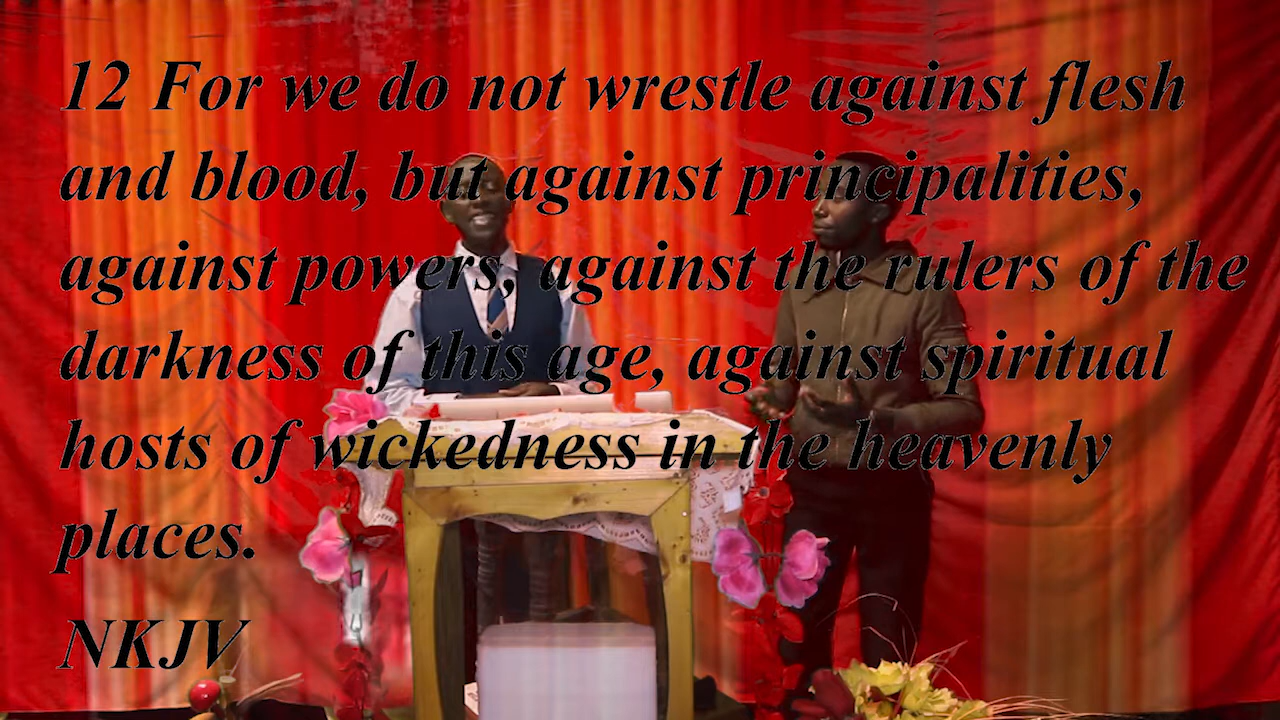 12 For we do not wrestle against flesh
and blood, but against principalities,
against powers, against the rulers of the
darkness of this age, against spiritual
hosts of wickedness in the heavenly
places.
NKJV